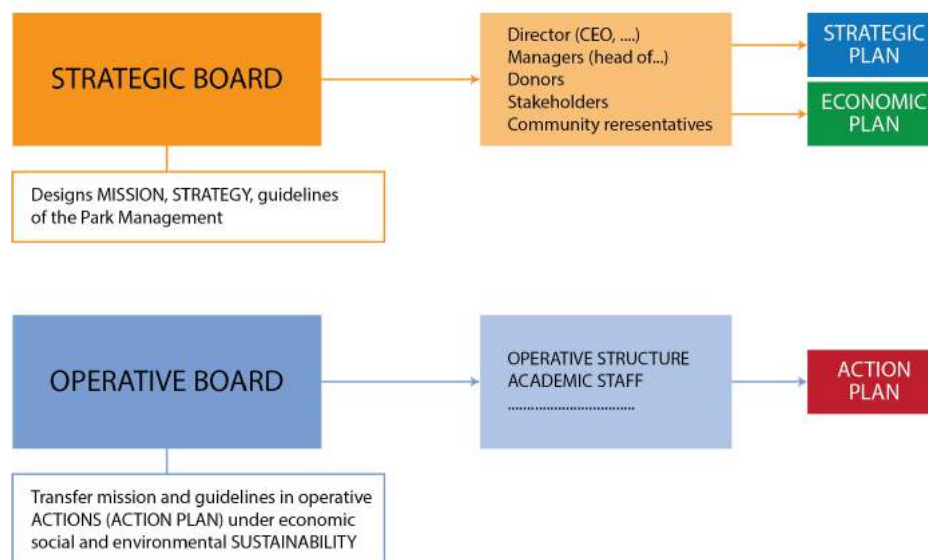 STRATEGIC BOARD
Director (CEO, ....)
Managers (head of...)
Donors
Stakeholders
Community reresentatives
STRATEGIC
PLAN
ECONOMIC
PLAN
Designs MISSION, STRATEGY, guidelines
of the Park Management
OPERATIVE BOARD
OPERATIVE STRUCTURE
ACADEMIC STAFF
.................................
ACTION
PLAN
Transfer mission and guidelines in operative
ACTIONS (ACTION PLAN) under economic
social and environmental SUSTAINABILITY